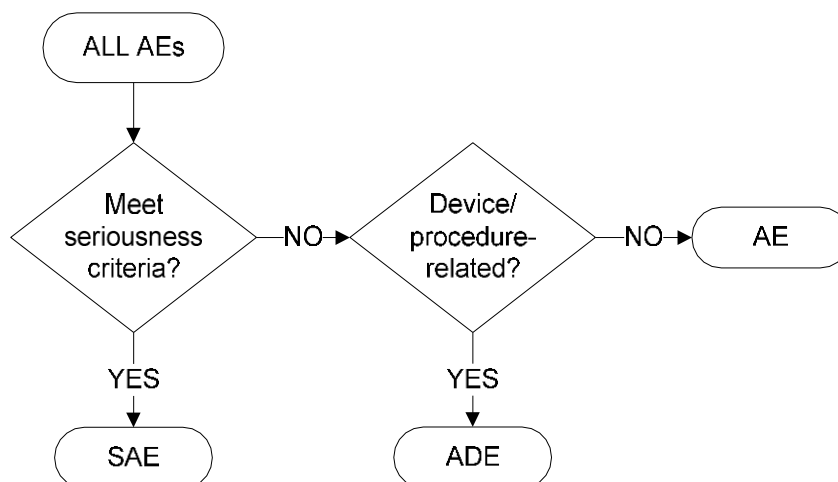 ALL AEs
Meet
seriousness
criteria?
NO
Device/
procedure-
related?
NO
AE
YES
YES
SAE
ADE